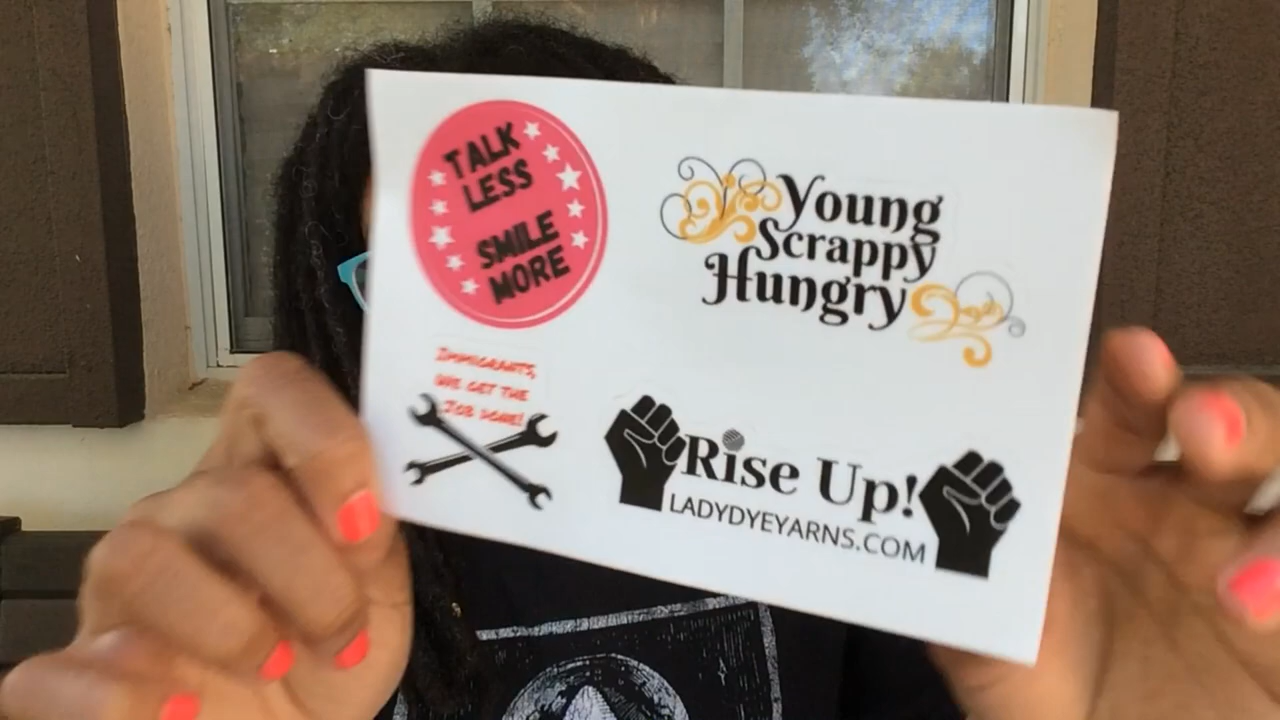 TALK
LESS
SMILE
MORE
Young
Scrappy
Hungry
IMMIGRANTS,
WE GET THE
JOB DONE!
Rise Up!
LADYDYEYARNS.COM